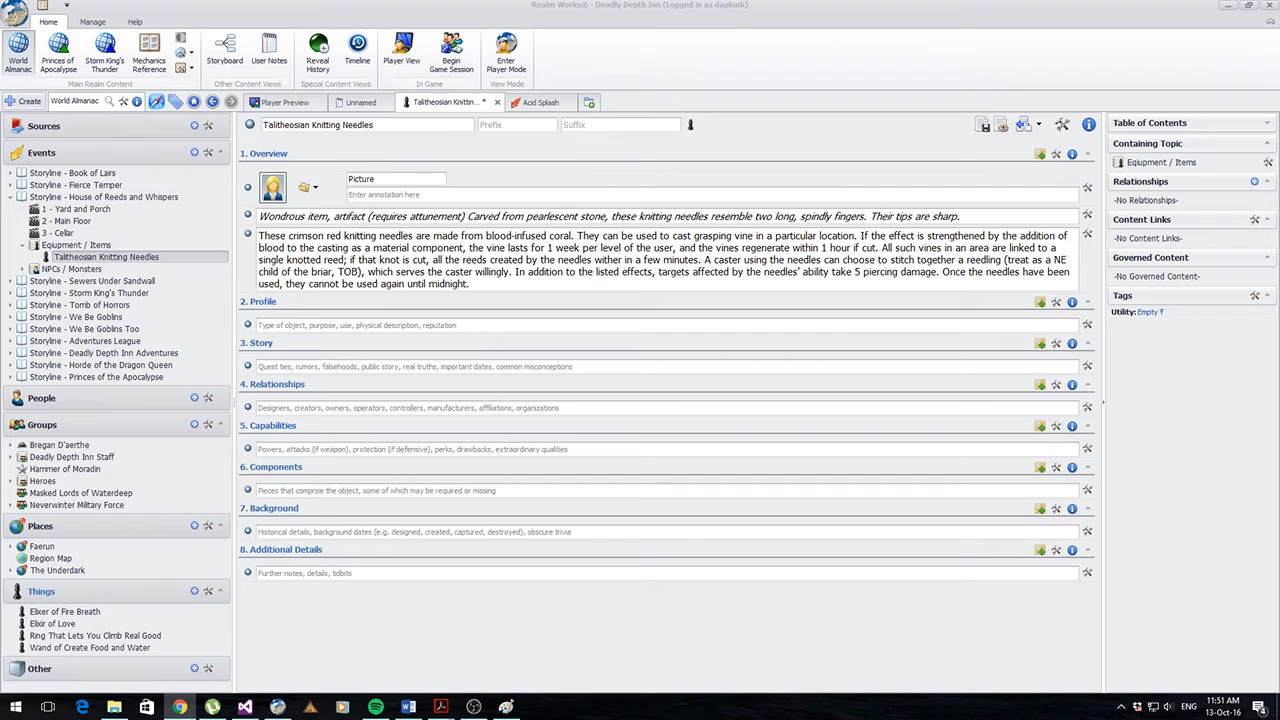 Realm Works® - Deadly Depth Inn (Logged in as daplunk)
Home
Manage
Help
World Almanac
Princes of Apocalypse
Storm King's Thunder
Mechanics Reference
Storyboard
User Notes
Reveal History
Timeline
Player View
Begin Game Session
Enter Player Mode
Main Realm Content
Other Content Views
Special Content Views
In Game
View Mode
Create
World Almanac
Player Preview
Unnamed
Talitheosian Knittin... *
Acid Splash
Sources
Events
Storyline - Book of Lairs
Storyline - Fierce Temper
Storyline - House of Reeds and Whispers
1 - Yard and Porch
2 - Main Floor
3 - Cellar
Eqiupment / Items
Talitheosian Knitting Needles
NPCs / Monsters
Storyline - Sewers Under Sandwall
Storyline - Storm King's Thunder
Storyline - Tomb of Horrors
Storyline - We Be Goblins
Storyline - We Be Goblins Too
Storyline - Adventures League
Storyline - Deadly Depth Inn Adventures
Storyline - Horde of the Dragon Queen
Storyline - Princes of the Apocalypse
People
Groups
Bregan D'aerthe
Deadly Depth Inn Staff
Hammer of Moradin
Heroes
Masked Lords of Waterdeep
Neverwinter Military Force
Places
Faerun
Region Map
The Underdark
Things
Elixer of Fire Breath
Elxir of Love
Ring That Lets You Climb Real Good
Wand of Create Food and Water
Other
Talitheosian Knitting Needles
Prefix
Suffix
1. Overview
Picture
Enter annotation here
Wondrous item, artifact (requires attunement) Carved from pearlescent stone, these knitting needles resemble two long, spindly fingers. Their tips are sharp.
These crimson red knitting needles are made from blood-infused coral. They can be used to cast grasping vine in a particular location. If the effect is strengthened by the addition of
blood to the casting as a material component, the vine lasts for 1 week per level of the user, and the vines regenerate within 1 hour if cut. All such vines in an area are linked to a
single knotted reed; if that knot is cut, all the reeds created by the needles wither in a few minutes. A caster using the needles can choose to stitch together a reedling (treat as a NE
child of the briar, TOB), which serves the caster willingly. In addition to the listed effects, targets affected by the needles' ability take 5 piercing damage. Once the needles have been
used, they cannot be used again until midnight.
2. Profile
Type of object, purpose, use, physical description, reputation
3. Story
Quest ties, rumors, falsehoods, public story, real truths, important dates, common misconceptions
4. Relationships
Designers, creators, owners, operators, controllers, manufacturers, affiliations, organizations
5. Capabilities
Powers, attacks (if weapon), protection (if defensive), perks, drawbacks, extraordinary qualities
6. Components
Pieces that comprise the object, some of which may be required or missing
7. Background
Historical details, background dates (e.g. designed, created, captured, destroyed), obscure trivia
8. Additional Details
Further notes, details, tidbits
Table of Contents
Containing Topic
Eqiupment / Items
Relationships
-No Relationships-
Content Links
-No Content Links-
Governed Content
-No Governed Content-
Tags
Utility: Empty
ENG
11:51 AM
13-Oct-16